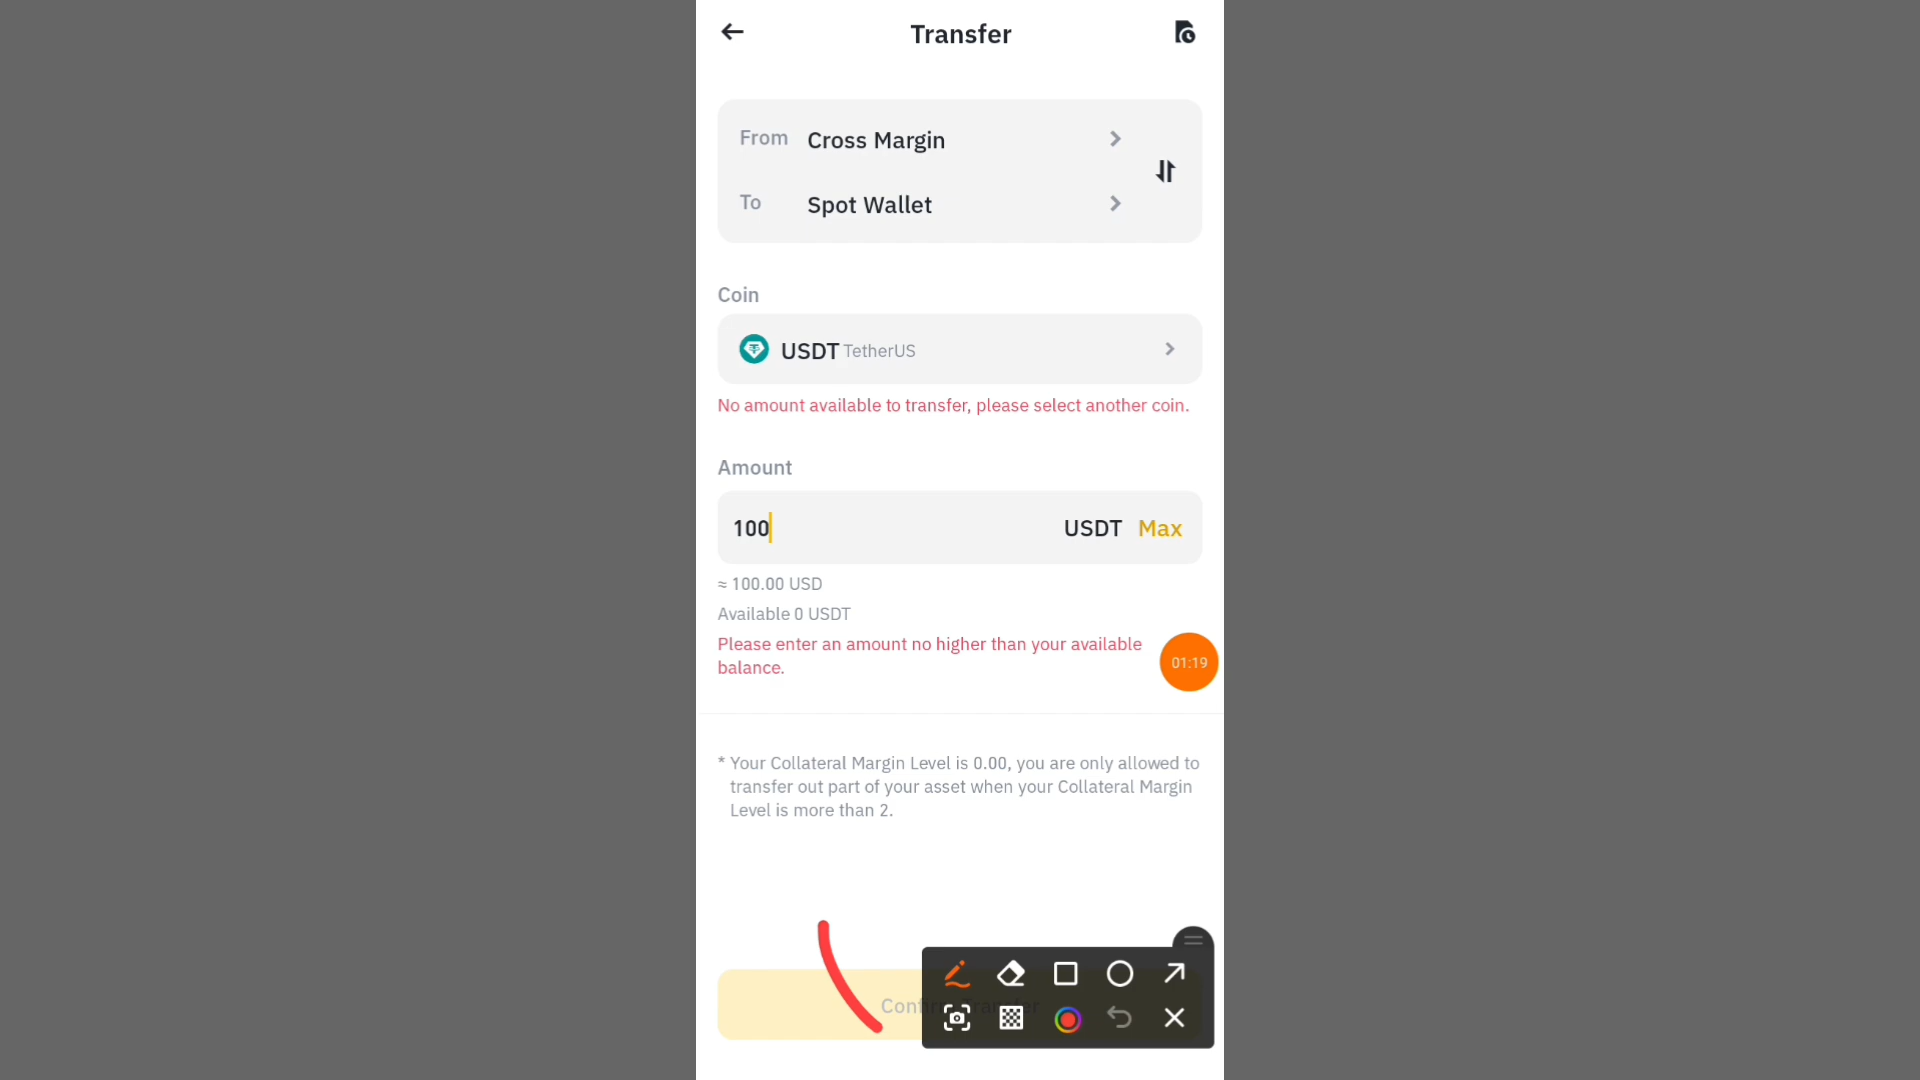 Transfer
From Cross Margin
To Spot Wallet
Coin
USDT TetherUS
No amount available to transfer, please select another coin.
Amount
100 USDT Max
≈ 100.00 USD
Available 0 USDT
Please enter an amount no higher than your available
balance.
01:19
* Your Collateral Margin Level is 0.00, you are only allowed to
transfer out part of your asset when your Collateral Margin
Level is more than 2.
Confirm Transfer